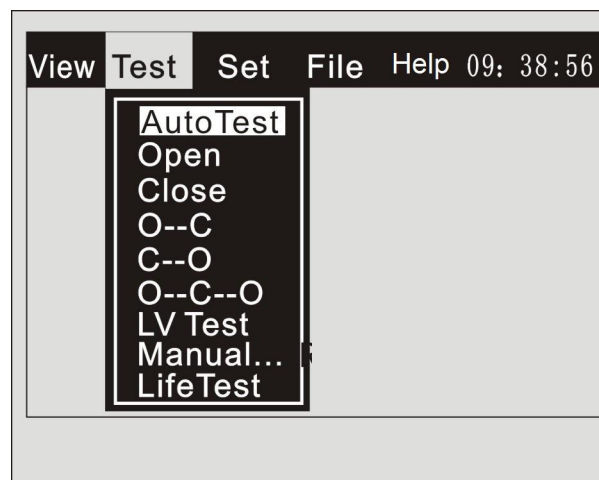 View Test Set File Help 09: 38:56
AutoTest
Open
Close
O--C
C--O
O--C--O
LV Test
Manual...
LifeTest